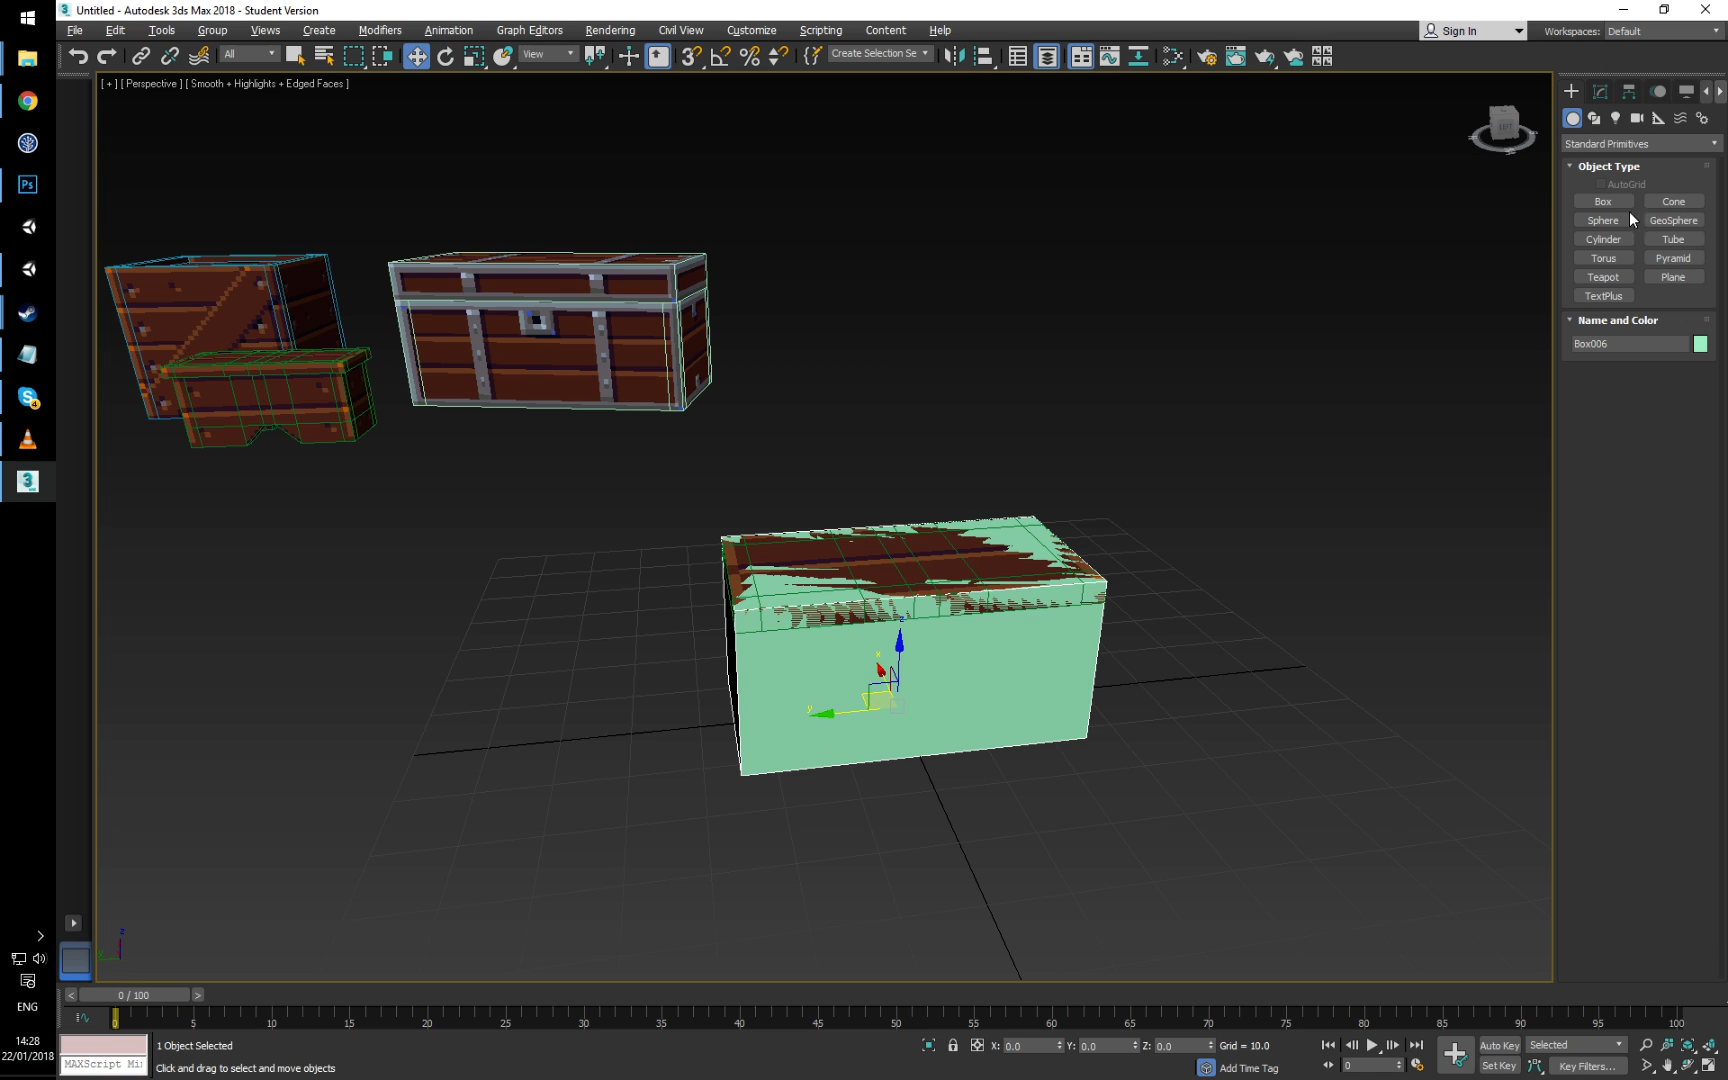 Untitled - Autodesk 3ds Max 2018 - Student Version
File Edit Tools Group Views Create Modifiers Animation Graph Editors Rendering Civil View Customize Scripting Content Help
Sign In
Workspaces: Default
All
View
Create Selection Se
[ + ] [ Perspective ] [ Smooth + Highlights + Edged Faces ]
LEFT
Standard Primitives
Object Type
AutoGrid
Box Cone
Sphere GeoSphere
Cylinder Tube
Torus Pyramid
Teapot Plane
TextPlus
Name and Color
Box006
Ps
3
4
z
x
y
z
ENG
14:28
22/01/2018
< 0 / 100 >
0 5 10 15 20 25 30 35 40 45 50 55 60 65 70 75 80 85 90 95 100
1 Object Selected
X: 0.0 Y: 0.0 Z: 0.0 Grid = 10.0
Auto Key Selected
MAXScript Mi
Click and drag to select and move objects
Add Time Tag
0
Set Key Key Filters...